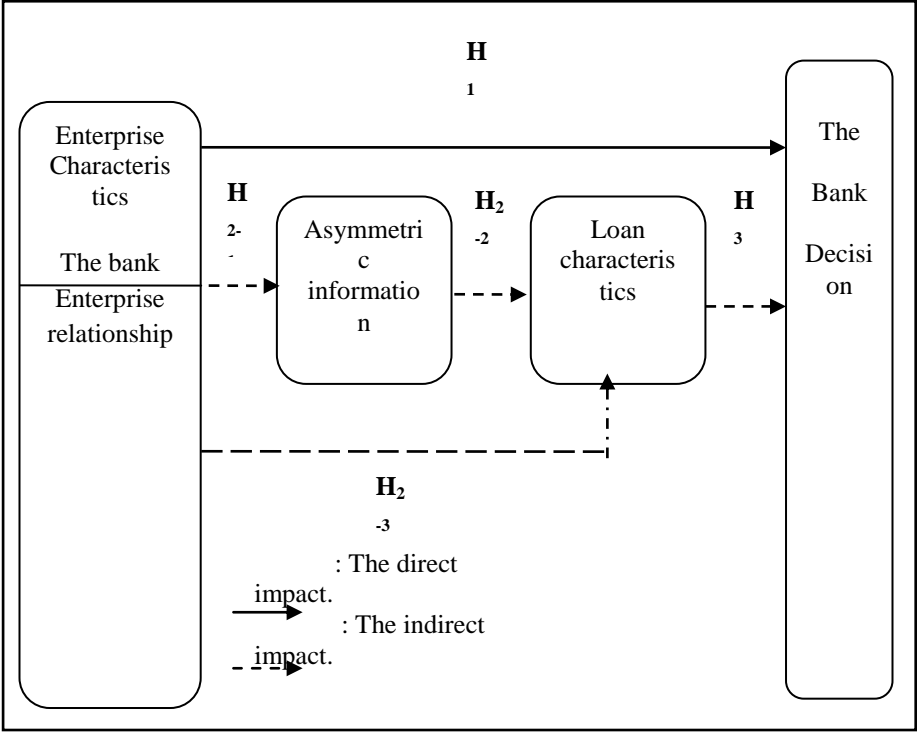 H
1
Enterprise
Characteris
tics
The bank
Enterprise
relationship
H
2-
Asymmetri
c
informatio
n
H2
-2
Loan
characteris
tics
H
3
The
Bank
Decisi
on
H2
-3
: The direct
impact.
: The indirect
impact.